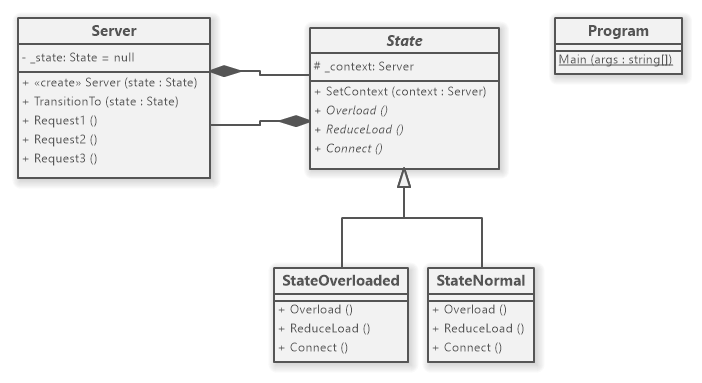 Server
- _state: State = null
+ «create» Server (state : State)
+ TransitionTo (state : State)
+ Request1 ()
+ Request2 ()
+ Request3 ()
State
# _context: Server
+ SetContext (context : Server)
+ Overload ()
+ ReduceLoad ()
+ Connect ()
Program
Main (args : string[])
StateOverloaded
+ Overload ()
+ ReduceLoad ()
+ Connect ()
StateNormal
+ Overload ()
+ ReduceLoad ()
+ Connect ()